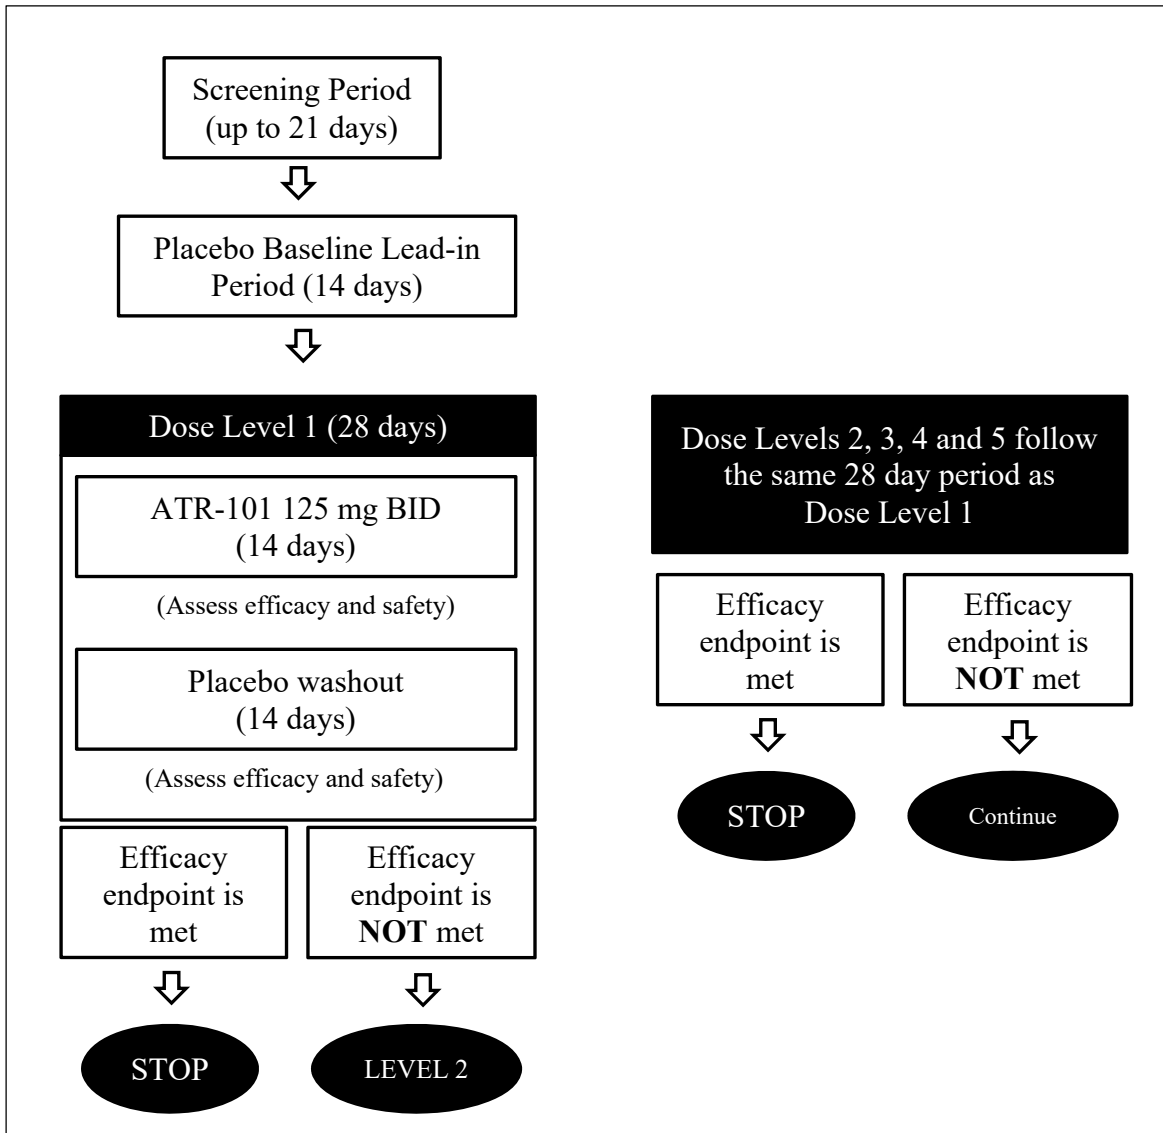 Screening Period
(up to 21 days)
Placebo Baseline Lead-in
Period (14 days)
Dose Level 1 (28 days)
ATR-101 125 mg BID
(14 days)
(Assess efficacy and safety)
Placebo washout
(14 days)
(Assess efficacy and safety)
Efficacy
endpoint is
met
Efficacy
endpoint is
NOT met
STOP
LEVEL 2
Dose Levels 2, 3, 4 and 5 follow
the same 28 day period as
Dose Level 1
Efficacy
endpoint is
met
Efficacy
endpoint is
NOT met
STOP
Continue